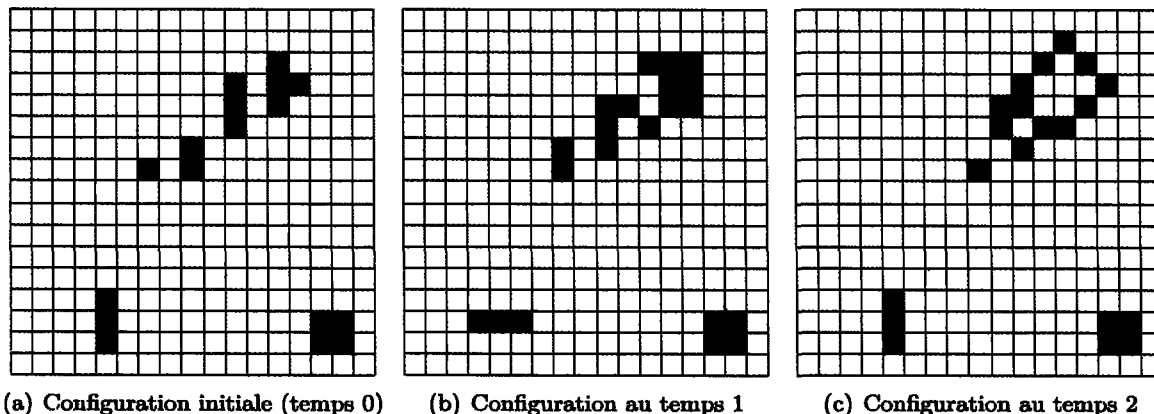 (a) Configuration initiale (temps 0)
(b) Configuration au temps 1
(c) Configuration au temps 2